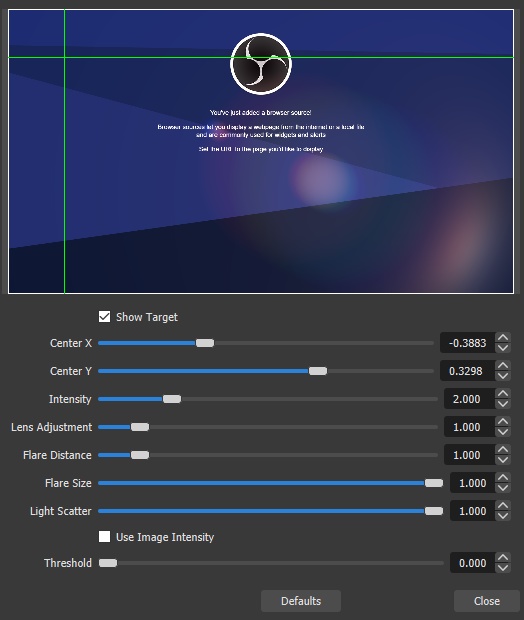 You've just added a browser source!
Browser sources let you display a webpage from the internet or a local file
and are commonly used for widgets and alerts
Set the URL to the page you'd like to display
Show Target
Center X -0.3883
Center Y 0.3298
Intensity 2.000
Lens Adjustment 1.000
Flare Distance 1.000
Flare Size 1.000
Light Scatter 1.000
Use Image Intensity
Threshold 0.000
Defaults Close